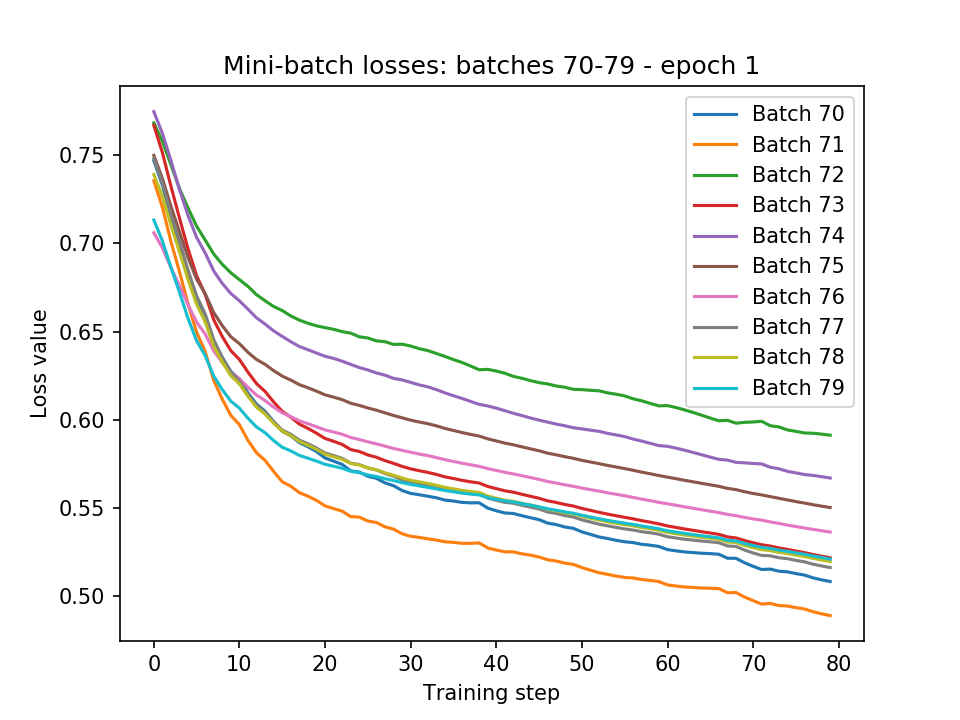 Mini-batch losses: batches 70-79 - epoch 1
Loss value
0.75
0.70
0.65
0.60
0.55
0.50
Batch 70
Batch 71
Batch 72
Batch 73
Batch 74
Batch 75
Batch 76
Batch 77
Batch 78
Batch 79
0 10 20 30 40 50 60 70 80
Training step